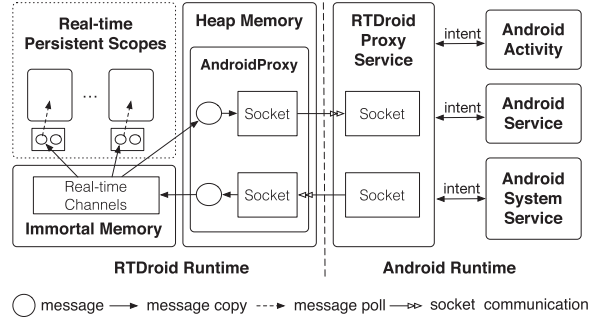 Real-time
Persistent Scopes
...
Real-time
Channels
Immortal Memory
Heap Memory
AndroidProxy
Socket
Socket
RTDroid
Proxy
Service
Socket
Socket
intent
intent
intent
Android
Activity
Android
Service
Android
System
Service
RTDroid Runtime
Android Runtime
message
message copy
message poll
socket communication